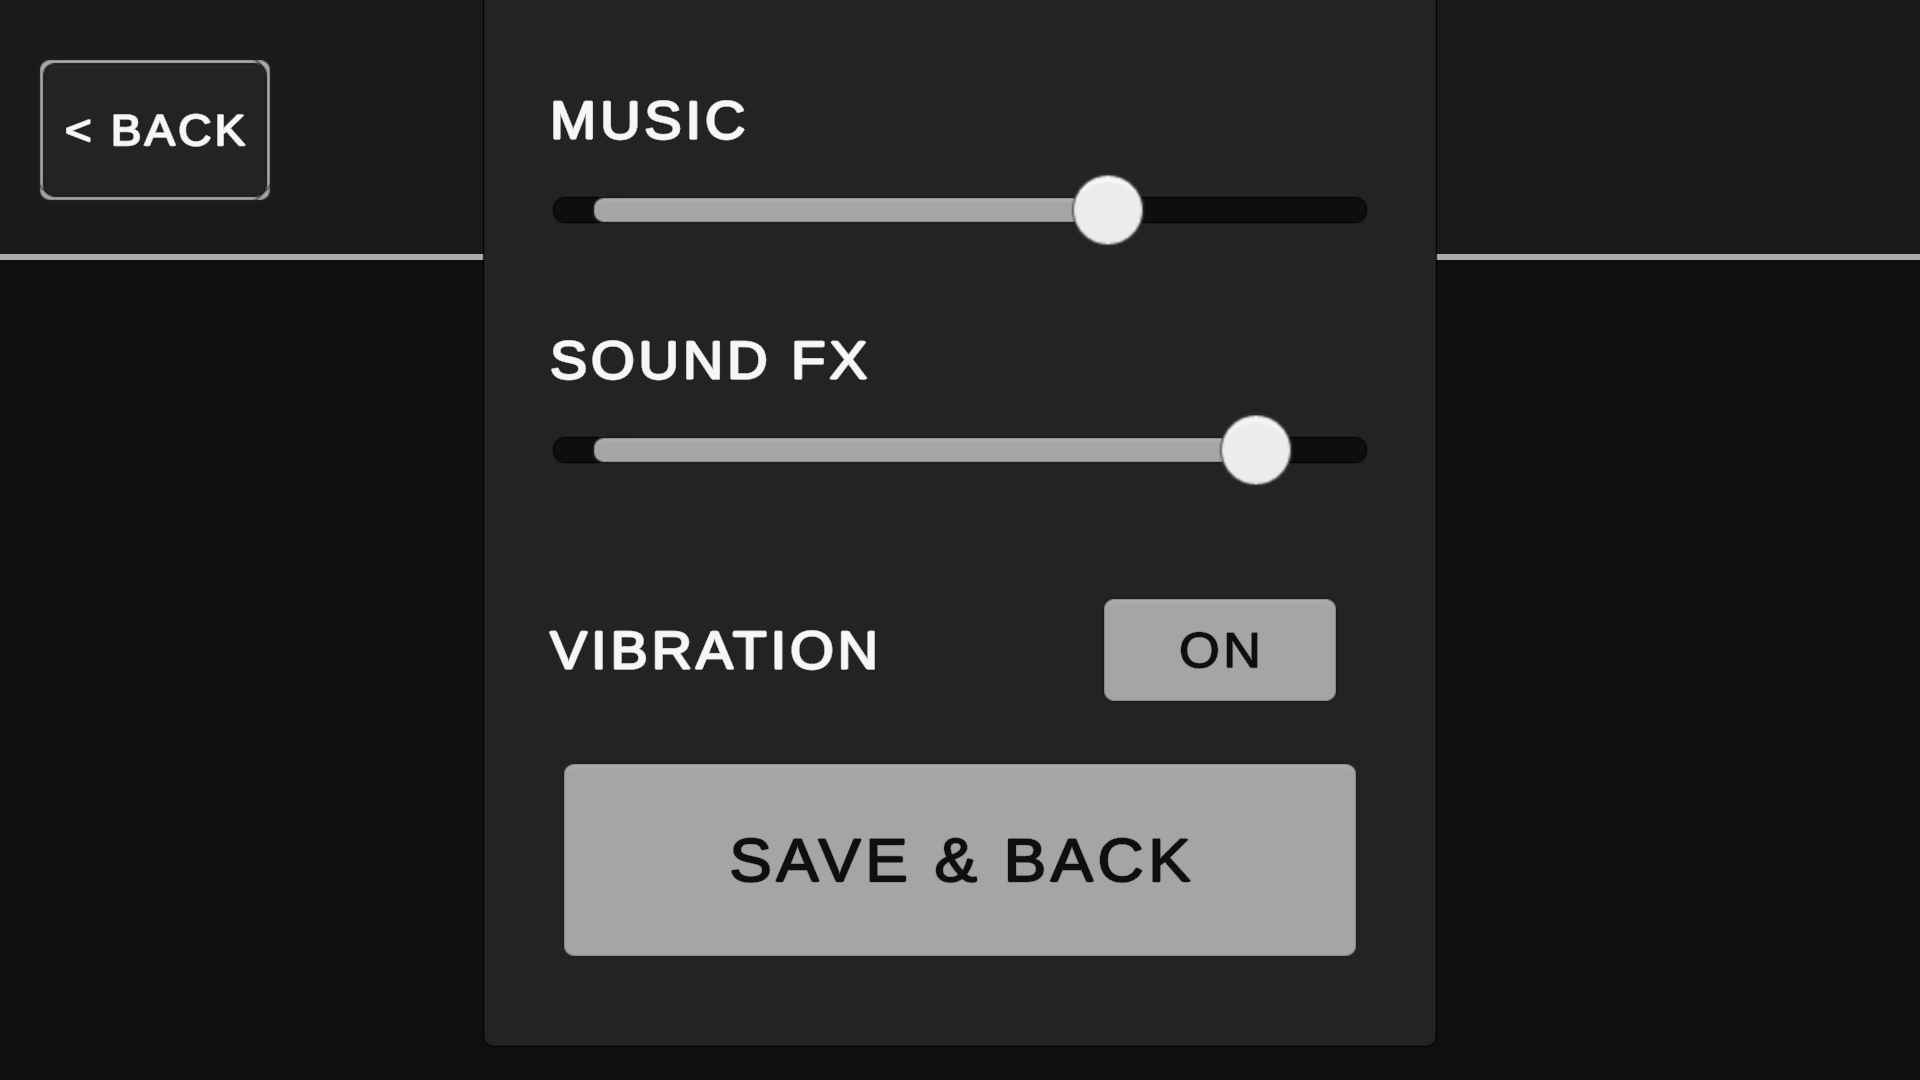 < BACK
MUSIC
SOUND FX
VIBRATION
ON
SAVE & BACK